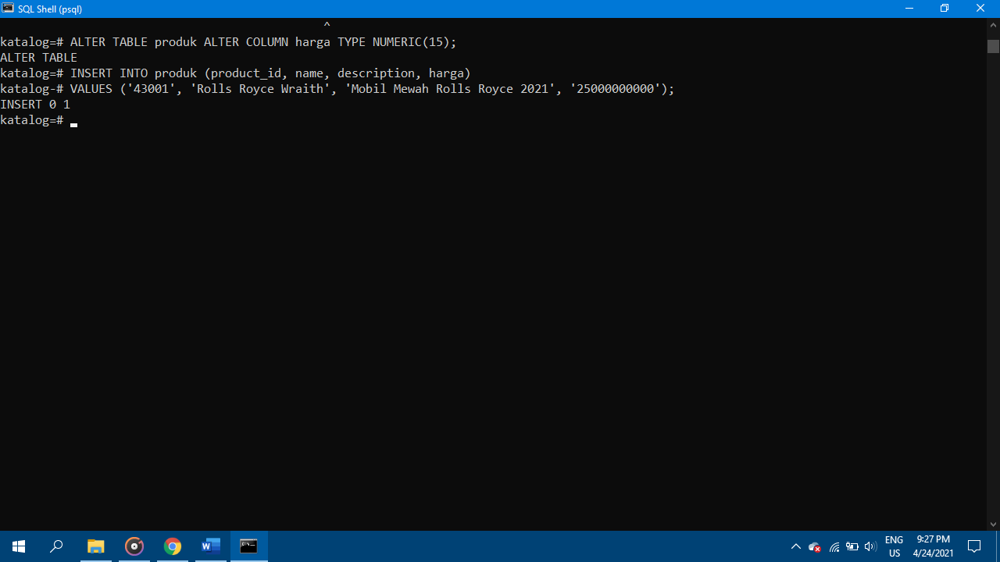 SQL Shell (psql)
^
katalog=# ALTER TABLE produk ALTER COLUMN harga TYPE NUMERIC(15);
ALTER TABLE
katalog=# INSERT INTO produk (product_id, name, description, harga)
katalog-# VALUES ('43001', 'Rolls Royce Wraith', 'Mobil Mewah Rolls Royce 2021', '25000000000');
INSERT 0 1
katalog=#
ENG
US
9:27 PM
4/24/2021